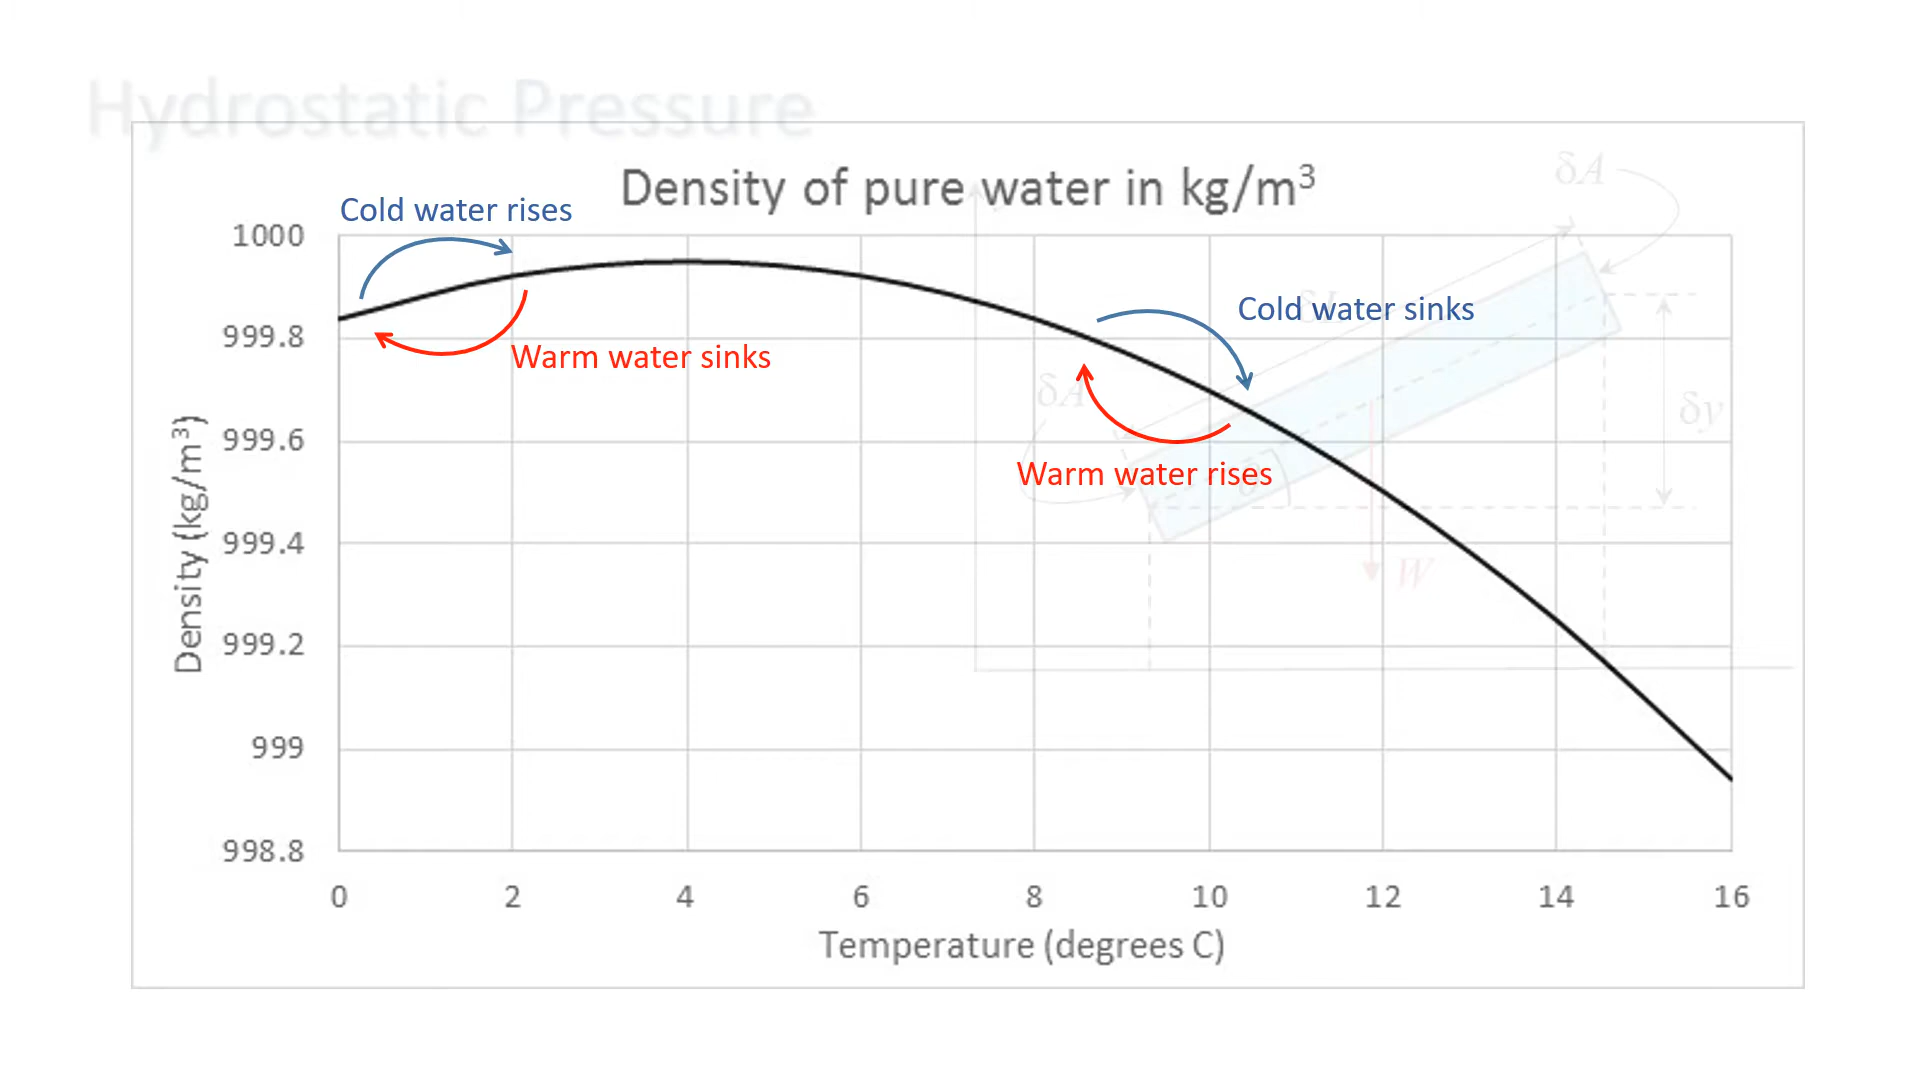 Hydrostatic Pressure
Density of pure water in kg/m³
δA
Cold water rises
1000
Cold water sinks
δL
999.8
Warm water sinks
δA
δy
999.6
Warm water rises
θ
Density (kg/m³)
999.4
W
999.2
999
998.8
0 2 4 6 8 10 12 14 16
Temperature (degrees C)